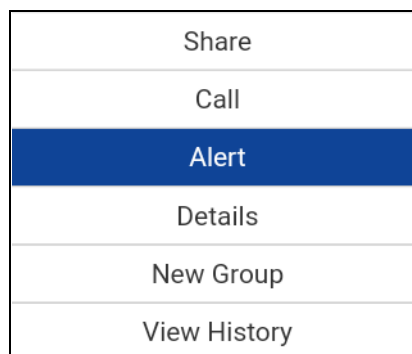 Share
Call
Alert
Details
New Group
View History